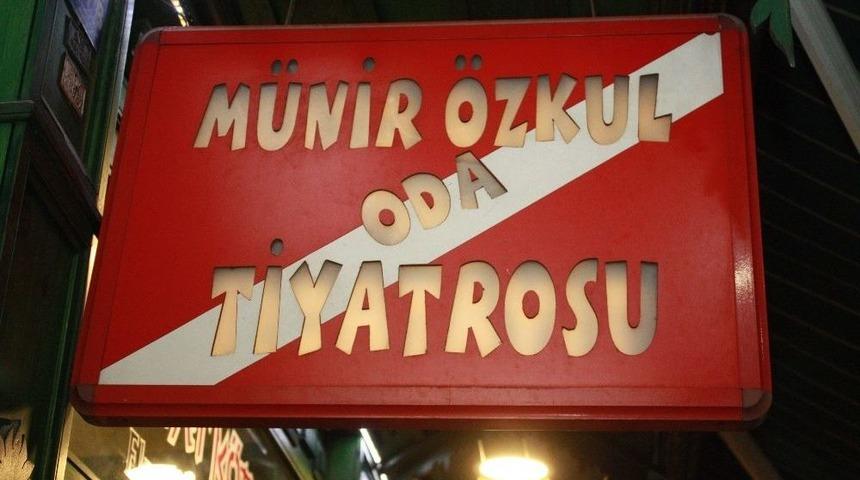 MÜNİR ÖZKUL
ODA
TİYATROSU